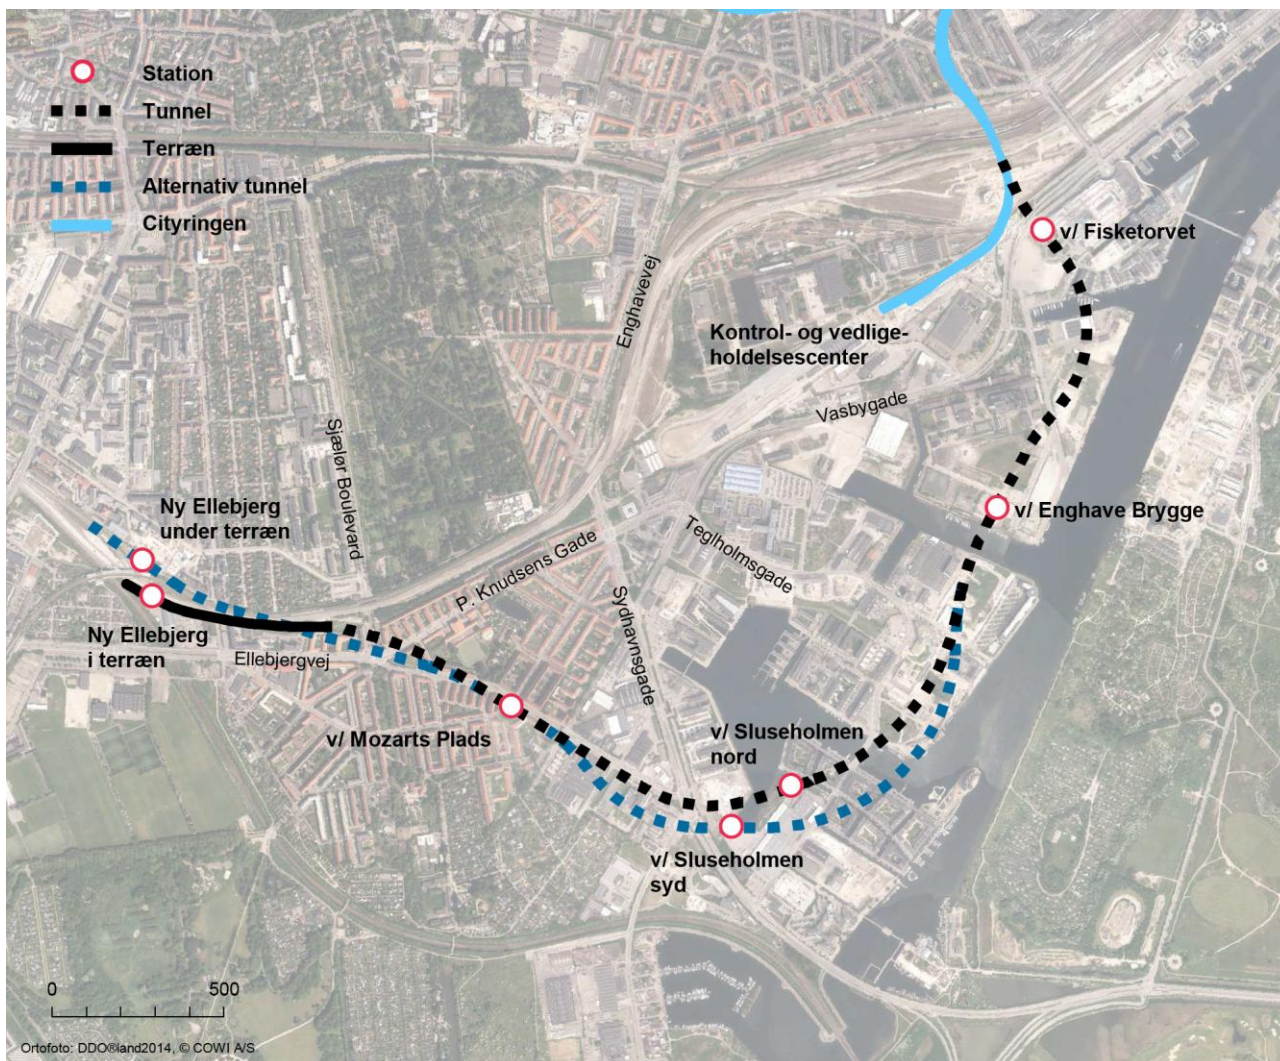 Station
Tunnel
Terræn
Alternativ tunnel
Cityringen
v/ Fisketorvet
Enghavevej
Kontrol- og vedlige-
holdelsescenter
Vasbygade
Sjælør Boulevard
Ny Ellebjerg
under terræn
v/ Enghave Brygge
Teglholmsgade
P. Knudsens Gade
Sydhavnsgade
Ny Ellebjerg
i terræn
Ellebjergvej
v/ Mozarts Plads
v/ Sluseholmen
nord
v/ Sluseholmen
syd
0 500
Ortofoto: DDO®land2014, © COWI A/S